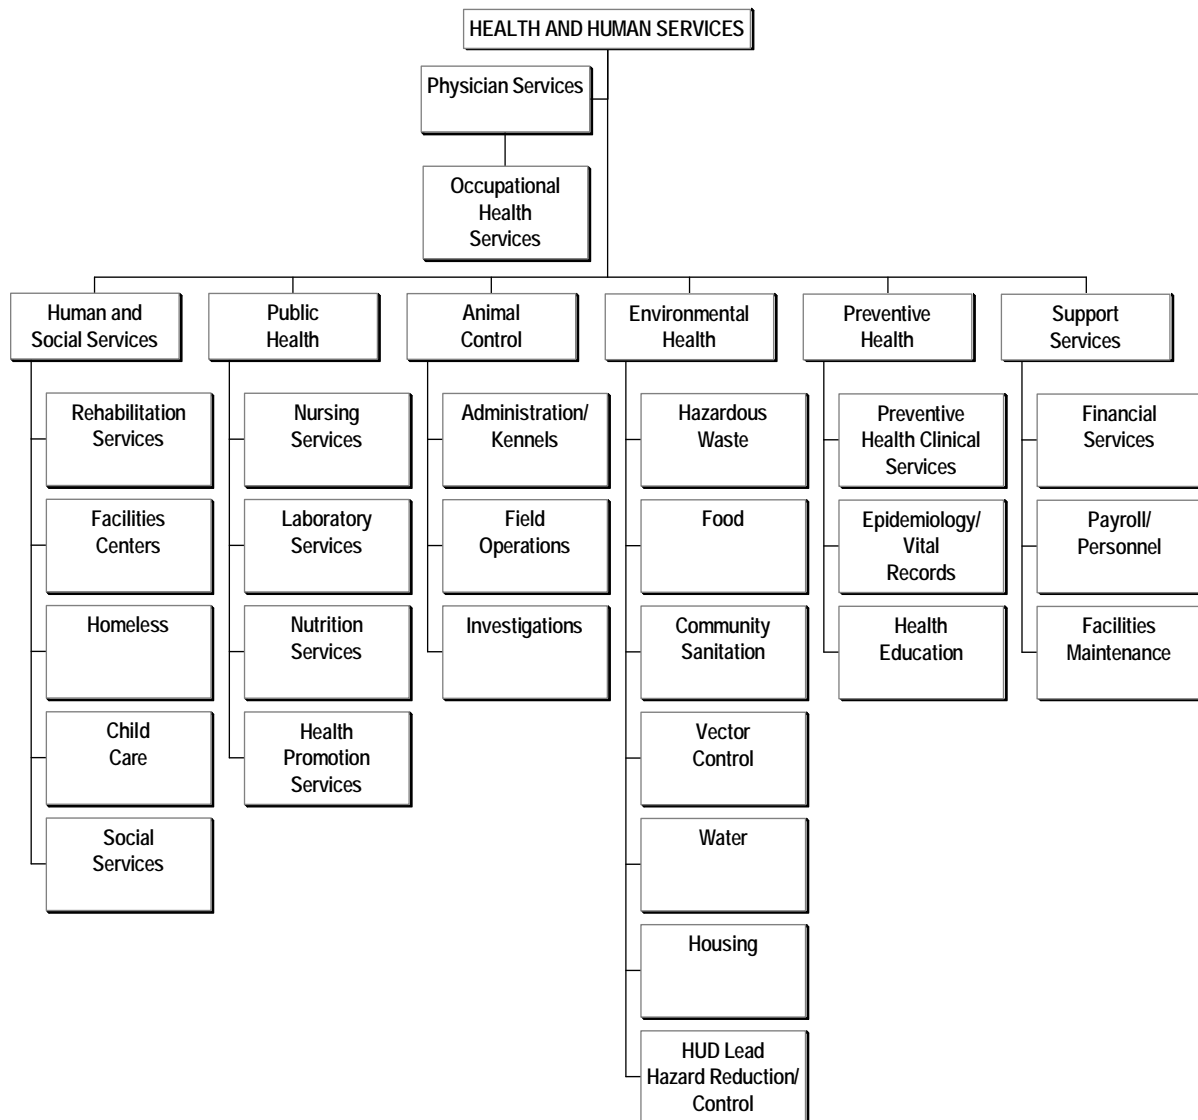 HEALTH AND HUMAN SERVICES
Physician Services
Occupational
Health
Services
Human and
Social Services
Rehabilitation
Services
Facilities
Centers
Homeless
Child
Care
Social
Services
Public
Health
Nursing
Services
Laboratory
Services
Nutrition
Services
Health
Promotion
Services
Animal
Control
Administration/
Kennels
Field
Operations
Investigations
Environmental
Health
Hazardous
Waste
Food
Community
Sanitation
Vector
Control
Water
Housing
HUD Lead
Hazard Reduction/
Control
Preventive
Health
Preventive
Health Clinical
Services
Epidemiology/
Vital
Records
Health
Education
Support
Services
Financial
Services
Payroll/
Personnel
Facilities
Maintenance